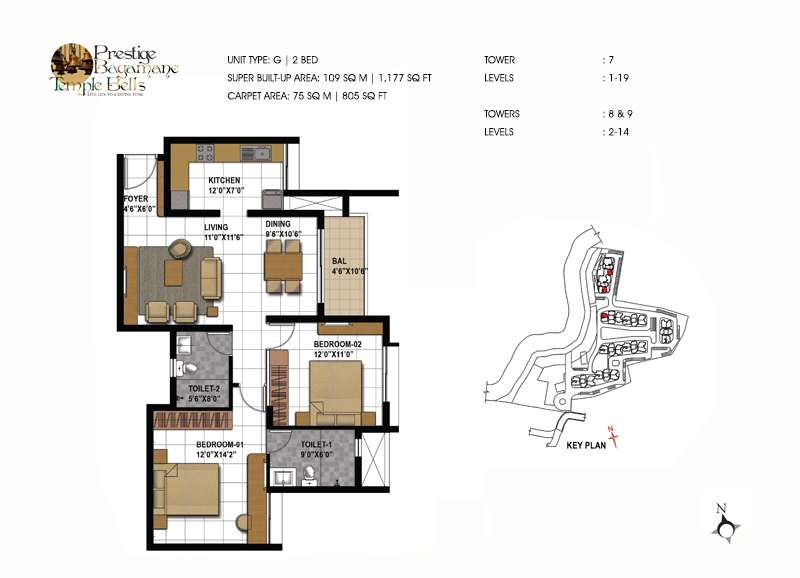 Prestige
Bagamane
Temple Bells
UNIT TYPE: G | 2 BED
SUPER BUILT-UP AREA: 109 SQ M | 1,177 SQ FT
CARPET AREA: 75 SQ M | 805 SQ FT
TOWER : 7
LEVELS : 1-19
TOWERS : 8 & 9
LEVELS : 2-14
KITCHEN
12'0"X7'0"
FOYER
4'6"X6'0"
LIVING
11'0"X11'6"
DINING
9'6"X10'6"
BAL
4'6"X10'6"
BEDROOM-02
12'0"X11'0"
TOILET-2
5'6"X8'0"
BEDROOM-01
12'0"X14'2"
TOILET-1
9'0"X6'0"
N
KEY PLAN
N